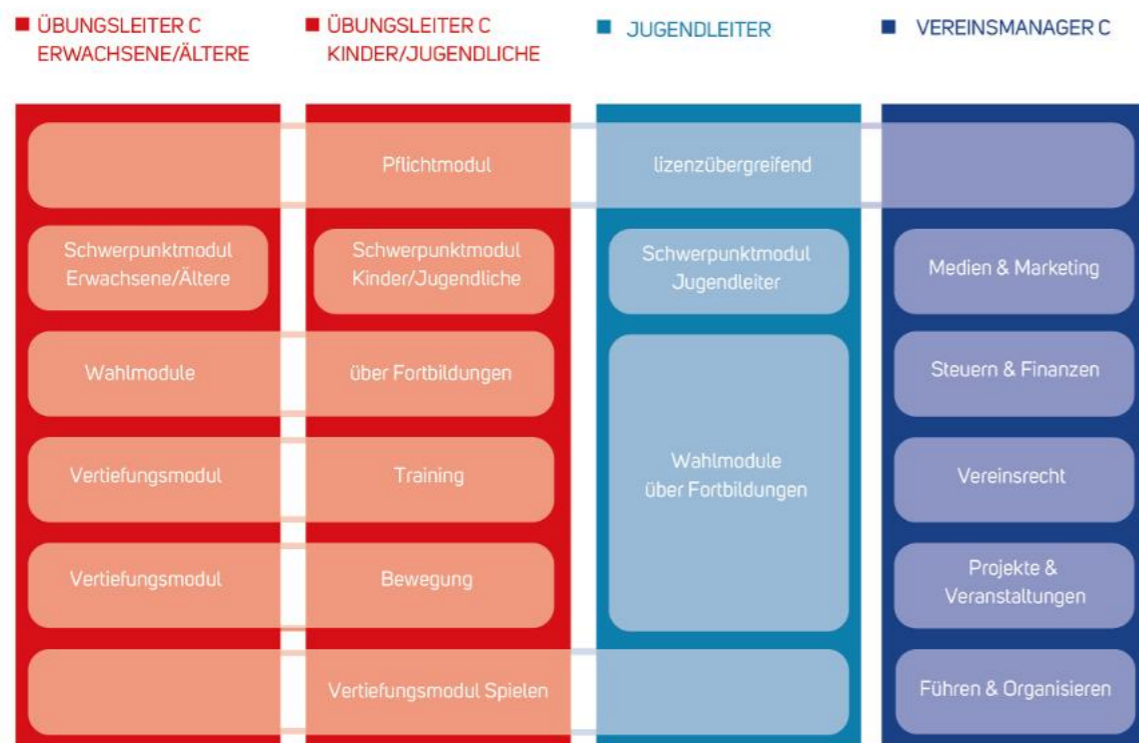 ÜBUNGSLEITER C
ERWACHSENE/ÄLTERE
ÜBUNGSLEITER C
KINDER/JUGENDLICHE
JUGENDLEITER
VEREINSMANAGER C
Pflichtmodul lizenzübergreifend
Schwerpunktmodul
Erwachsene/Ältere
Schwerpunktmodul
Kinder/Jugendliche
Schwerpunktmodul
Jugendleiter
Medien & Marketing
Wahlmodule über Fortbildungen
Steuern & Finanzen
Vertiefungsmodul Training
Wahlmodule
über Fortbildungen
Vereinsrecht
Vertiefungsmodul Bewegung
Projekte &
Veranstaltungen
Vertiefungsmodul Spielen
Führen & Organisieren